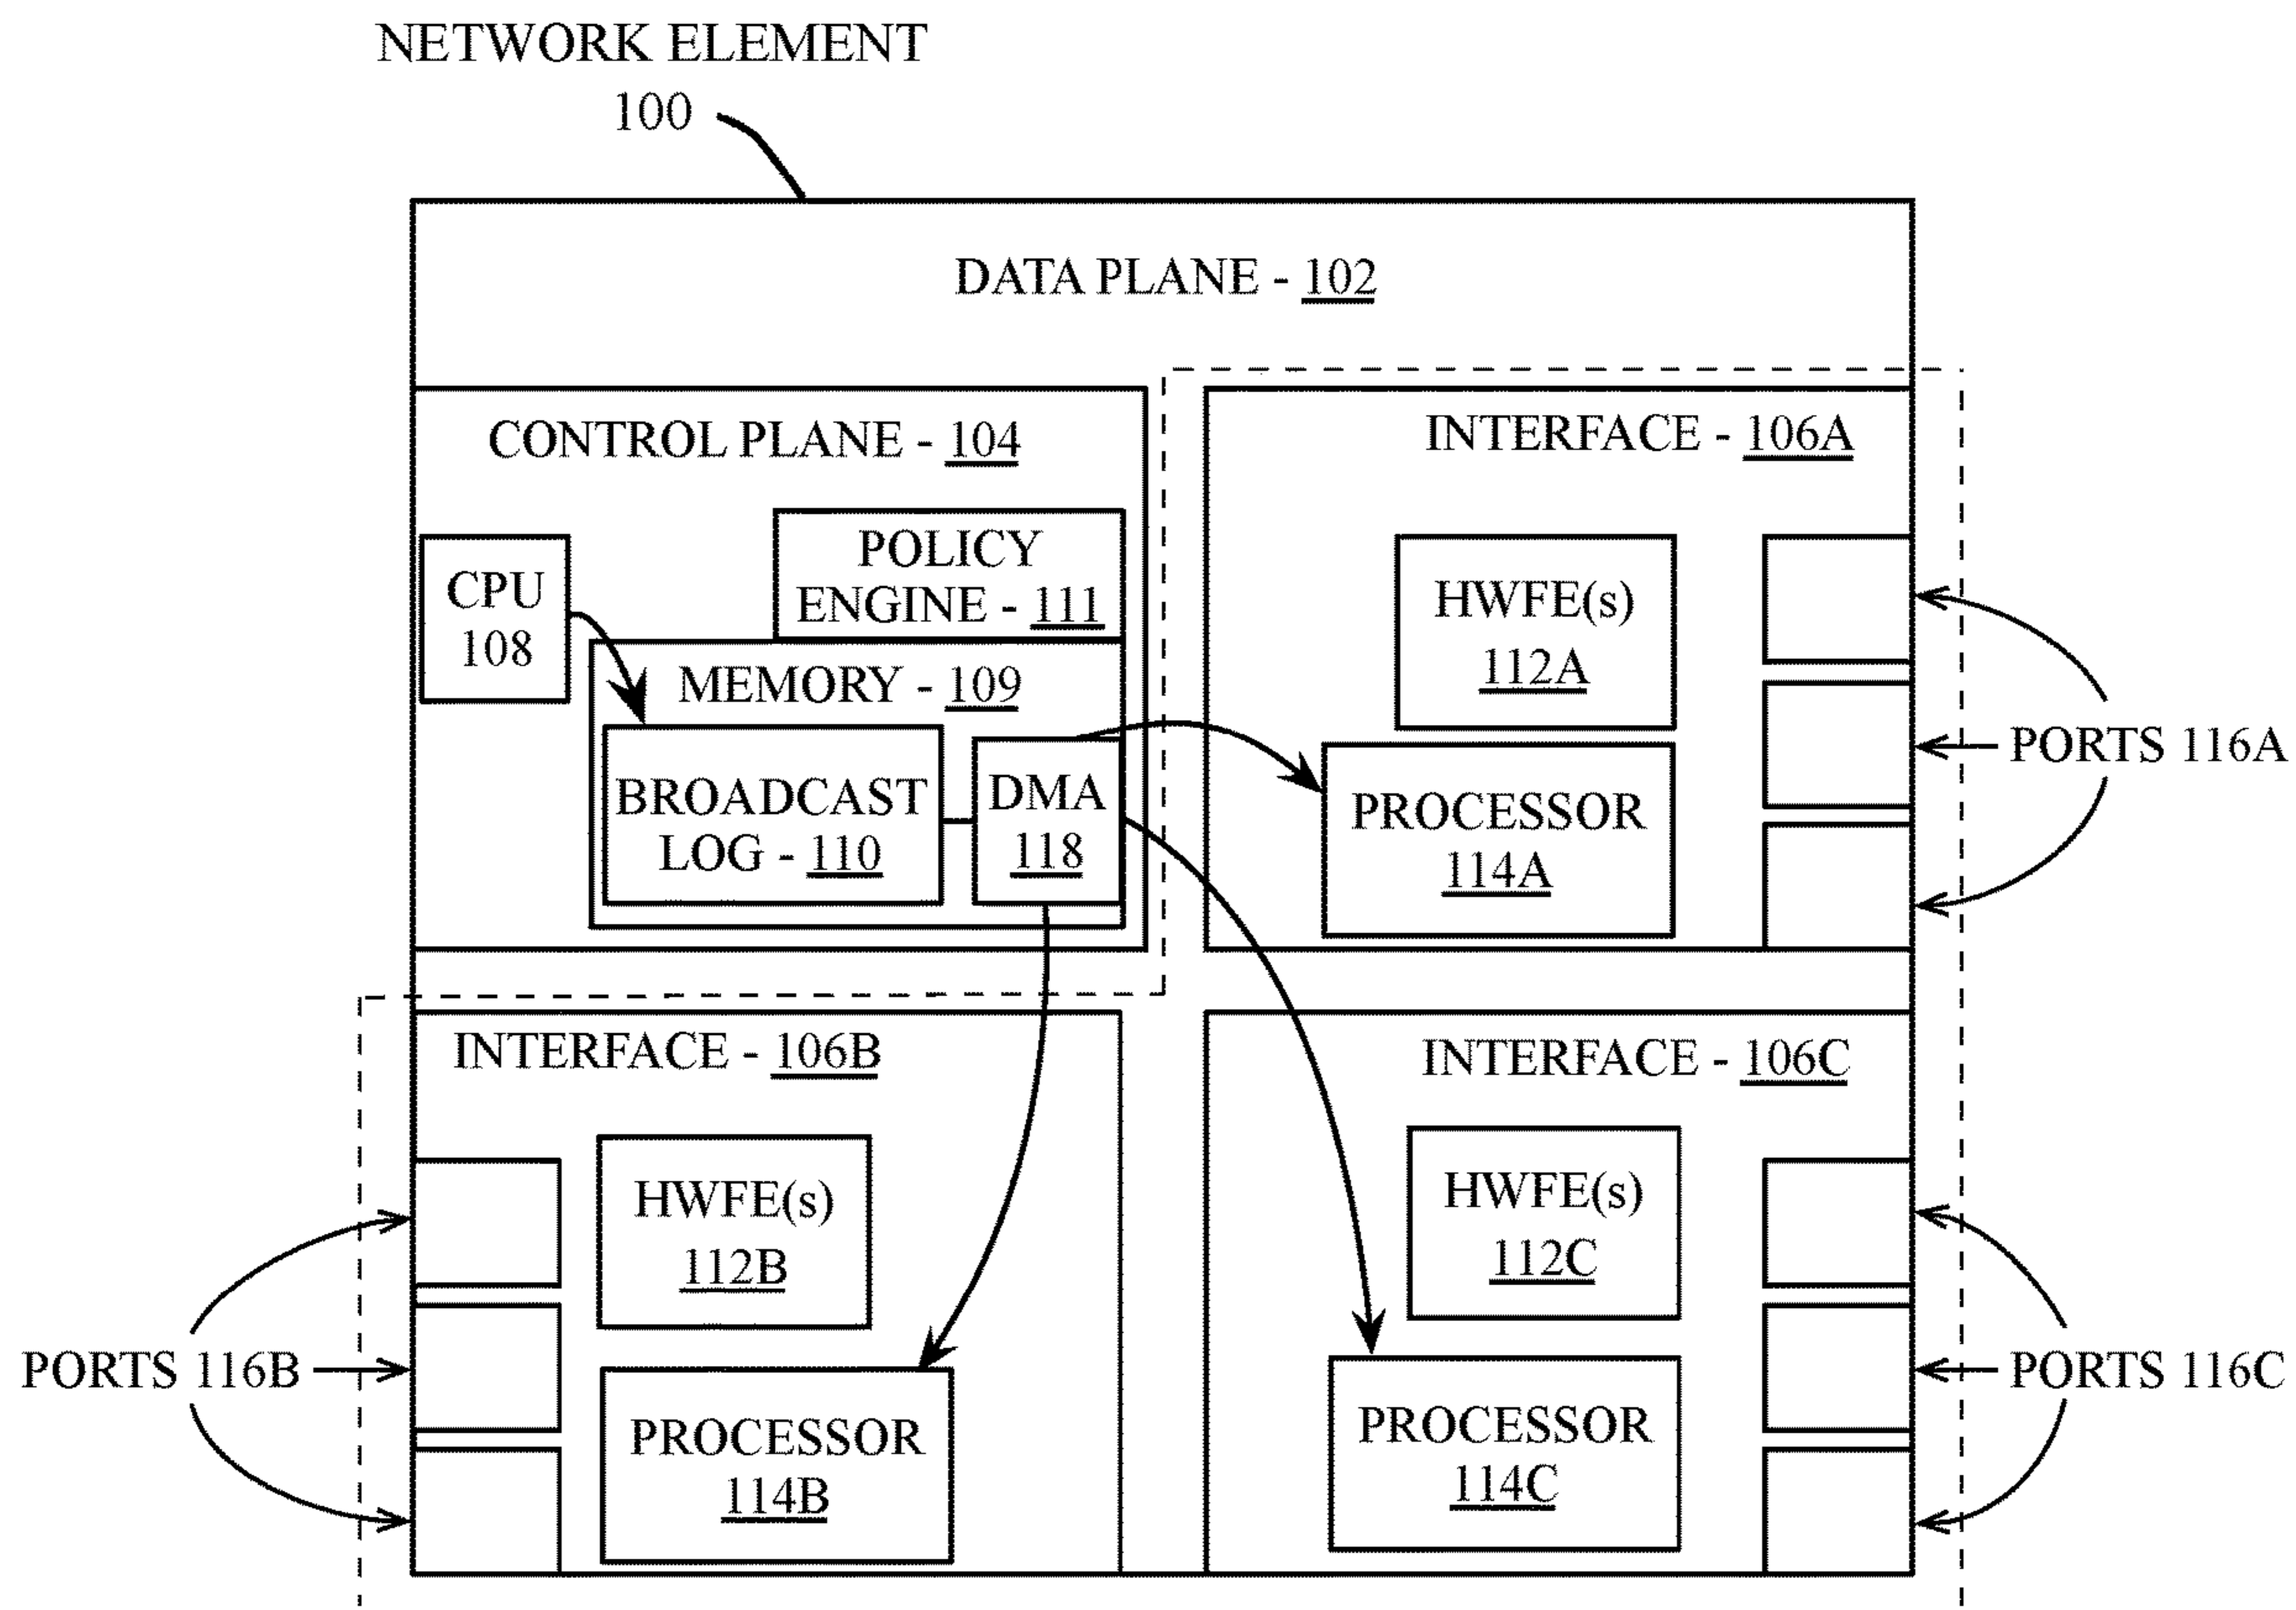 NETWORK ELEMENT
100
DATA PLANE - 102
CONTROL PLANE - 104
POLICY
ENGINE - 111
CPU
108
MEMORY - 109
BROADCAST
LOG - 110
DMA
118
INTERFACE - 106A
HWFE(s)
112A
PROCESSOR
114A
PORTS 116A
INTERFACE - 106B
HWFE(s)
112B
PROCESSOR
114B
PORTS 116B
INTERFACE - 106C
HWFE(s)
112C
PROCESSOR
114C
PORTS 116C